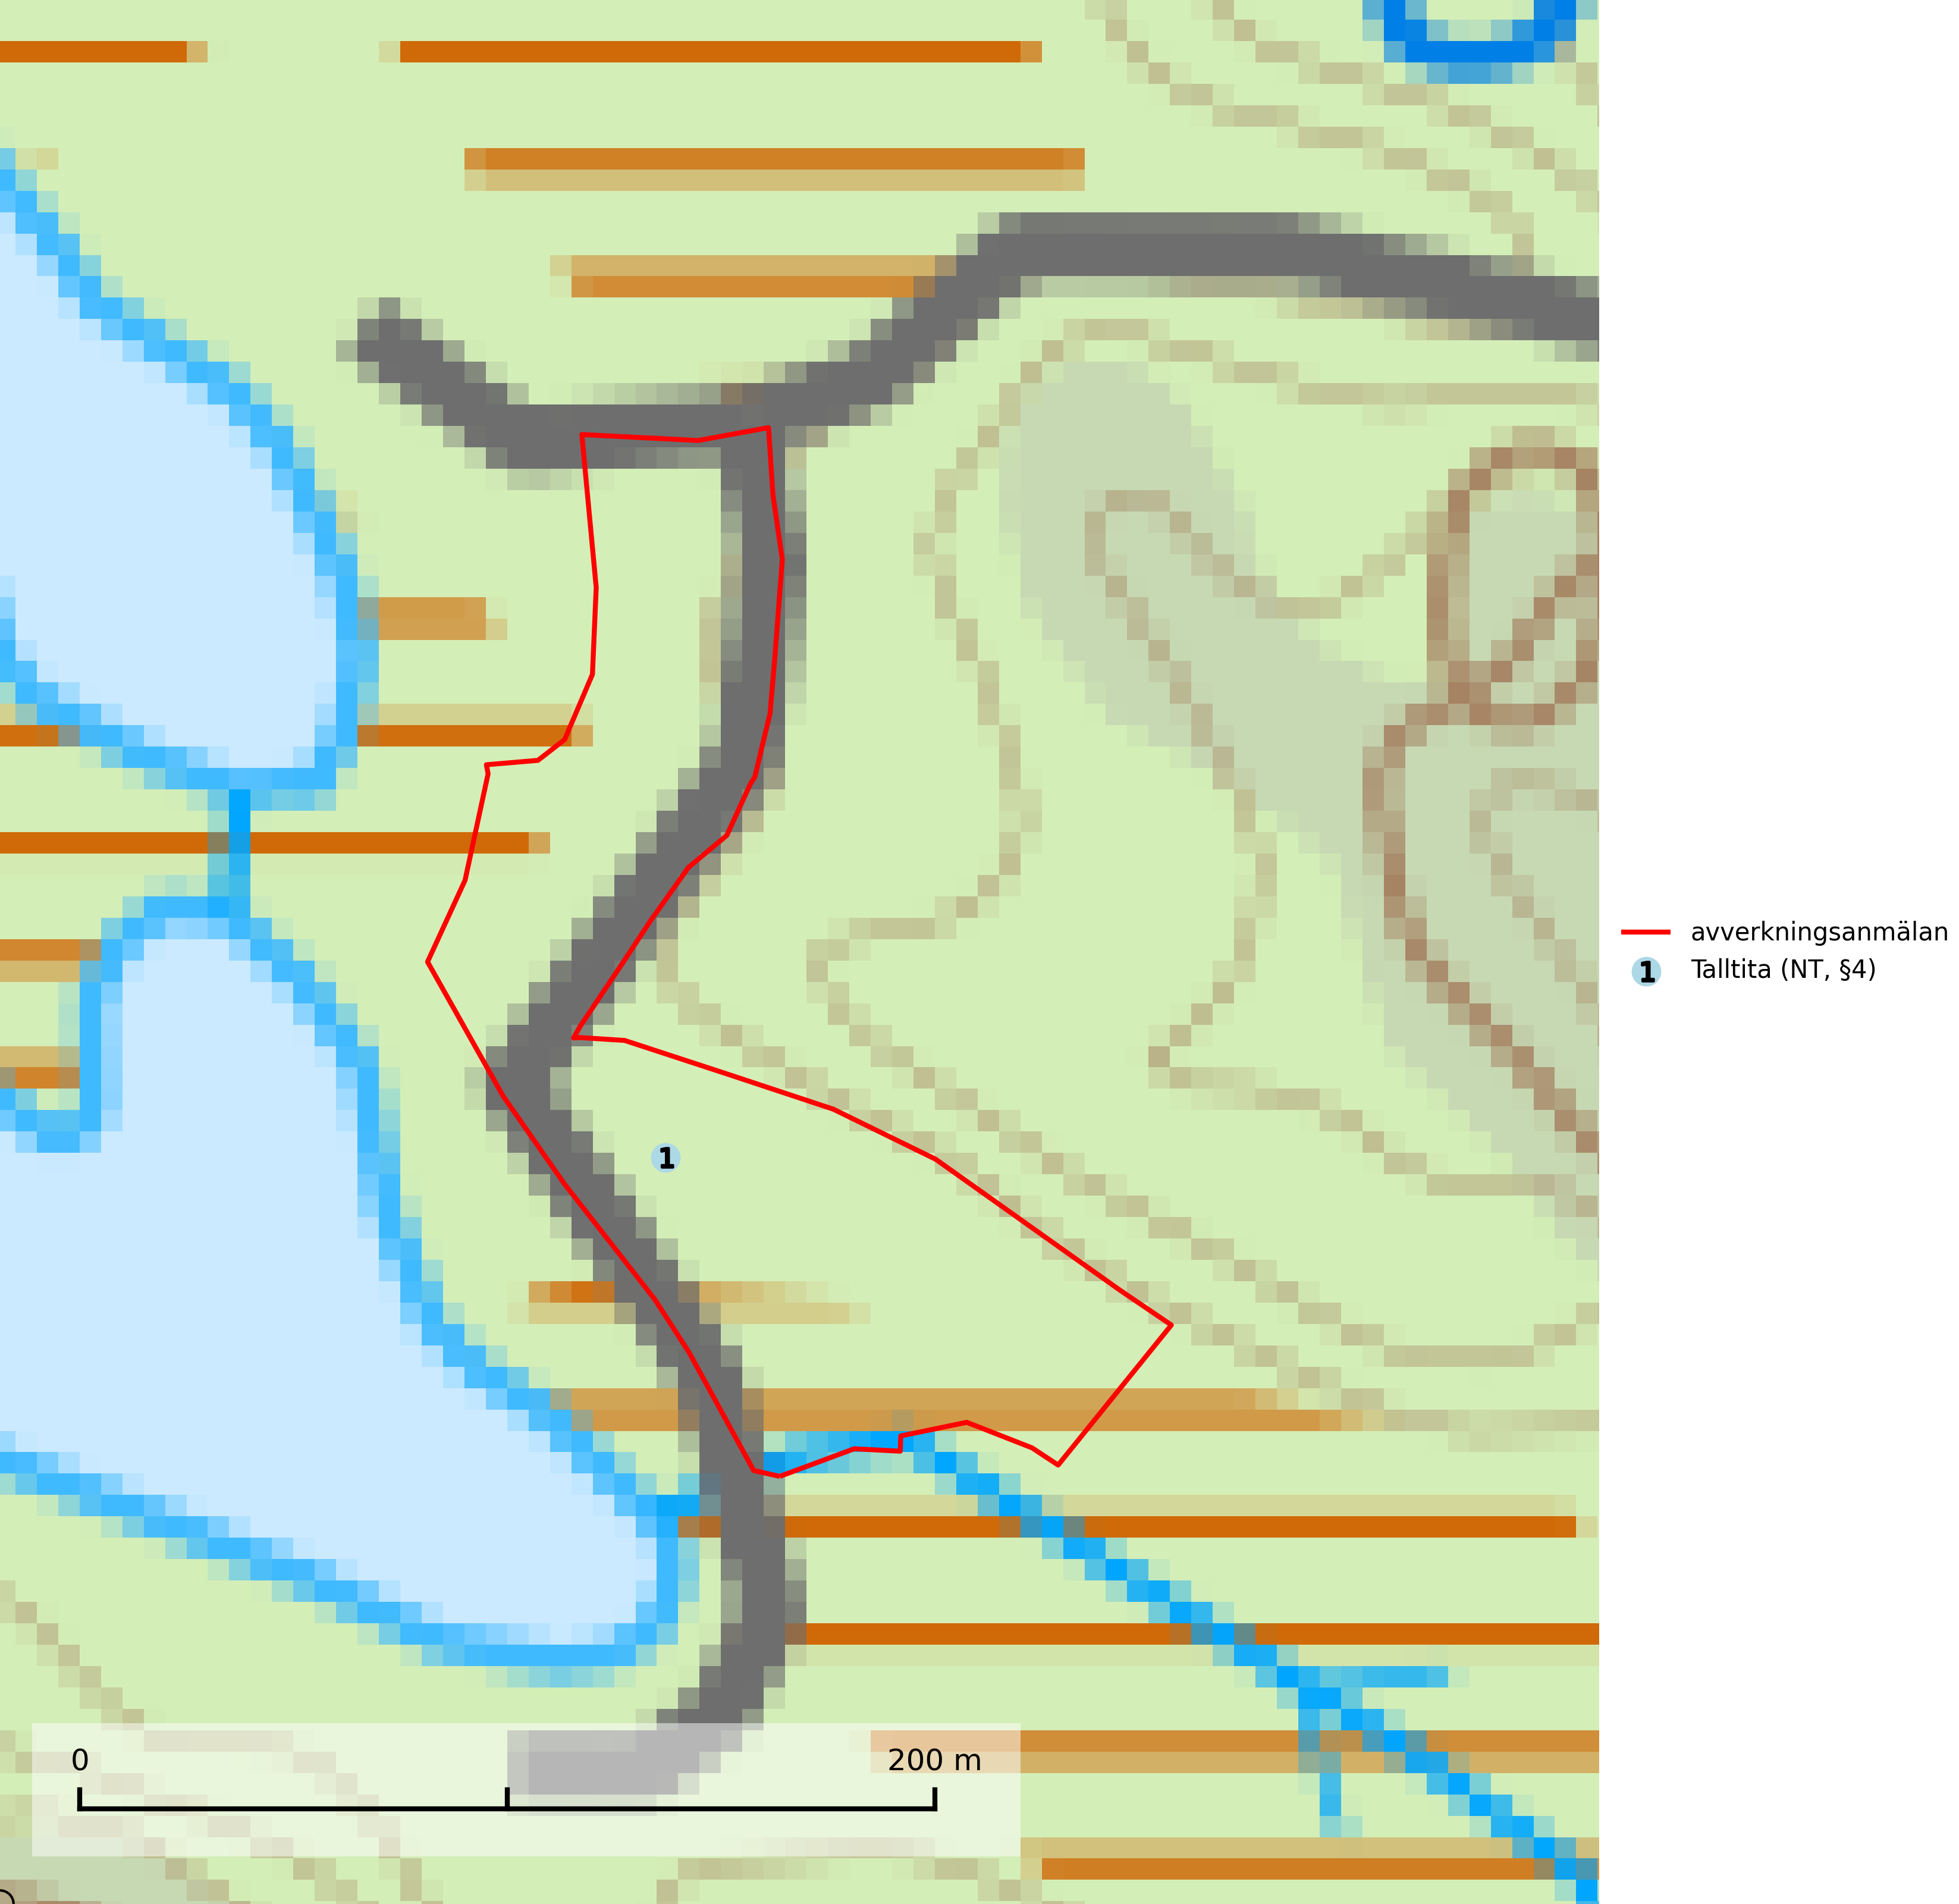 avverkningsanmälan
1 Talltita (NT, §4)
1
0 200 m